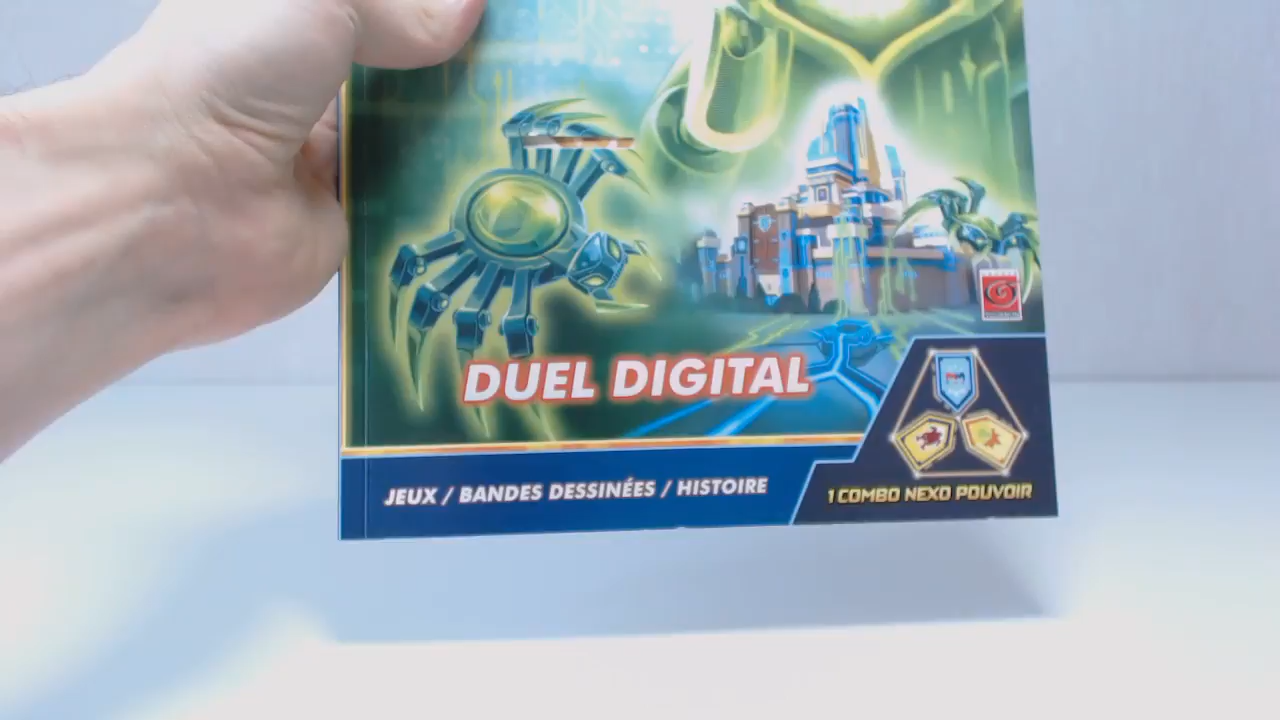 DUEL DIGITAL
JEUX / BANDES DESSINÉES / HISTOIRE
1 COMBO NEXO POUVOIR